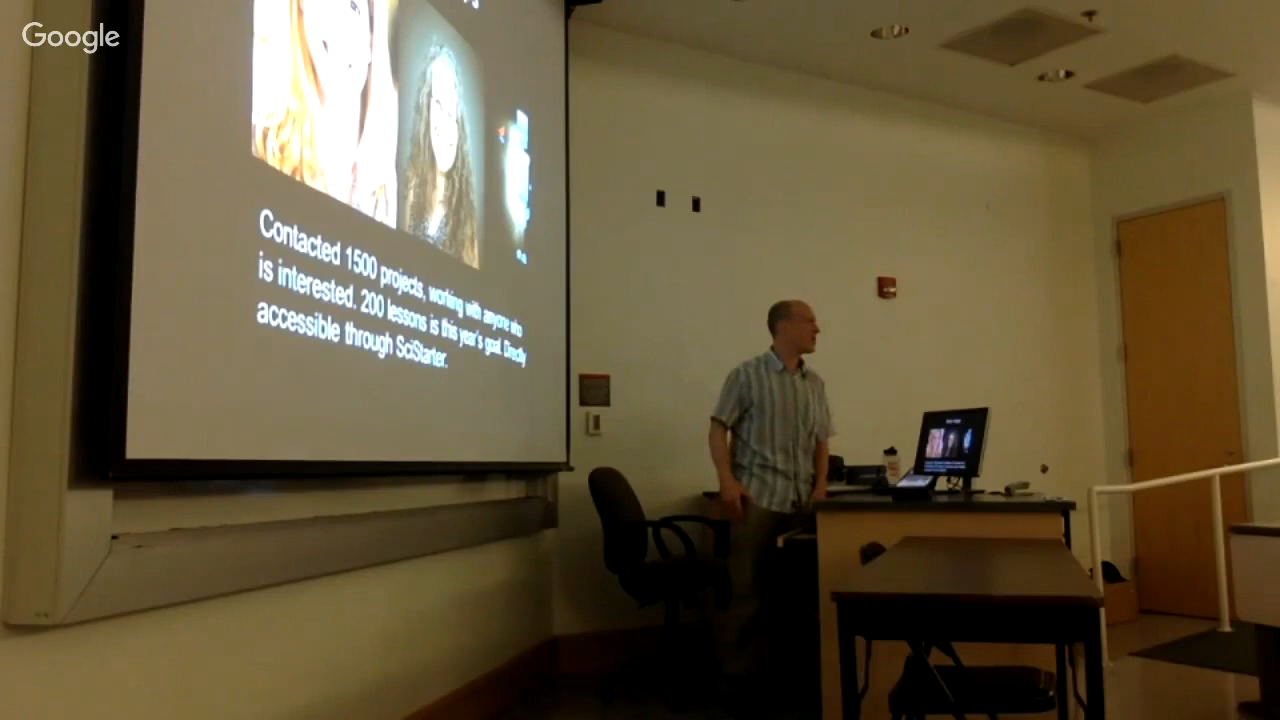 Google
Contacted 1500 projects, working with anyone who
is interested. 200 lessons is this year's goal. Directly
accessible through SciStarter.